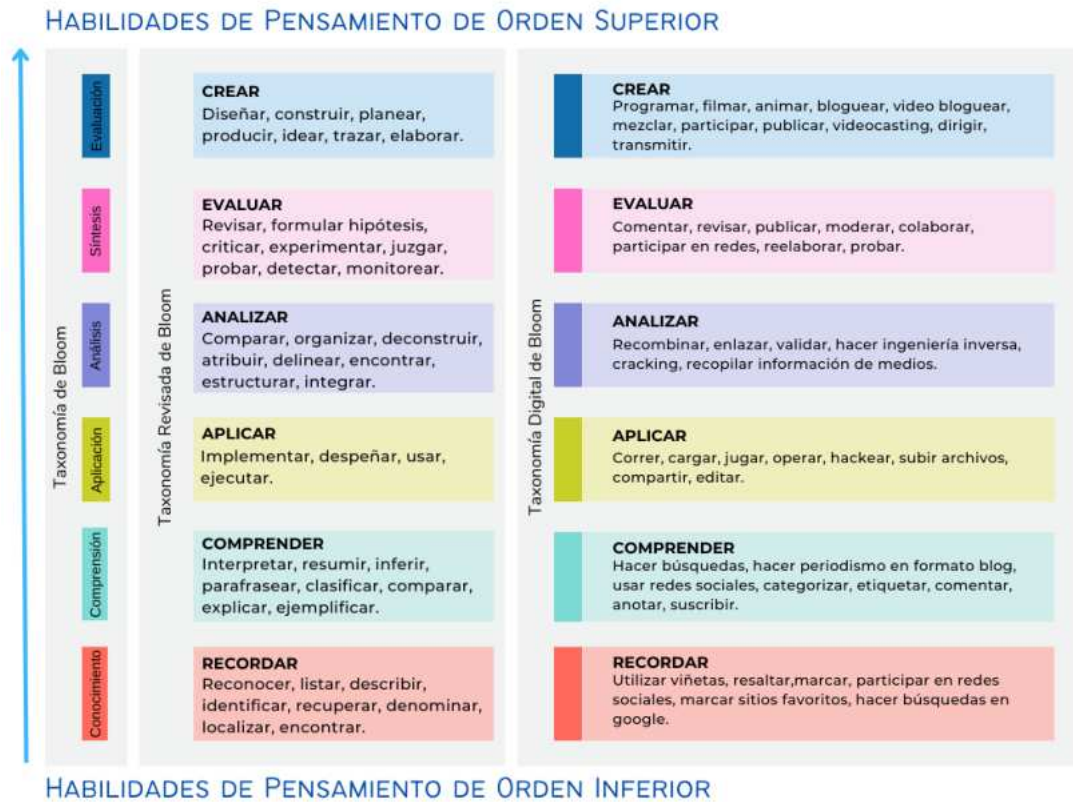 HABILIDADES DE PENSAMIENTO DE ORDEN SUPERIOR
Taxonomía de Bloom
Evaluación
Síntesis
Análisis
Aplicación
Comprensión
Conocimiento
Taxonomía Revisada de Bloom
CREAR
Diseñar, construir, planear,
producir, idear, trazar, elaborar.
EVALUAR
Revisar, formular hipótesis,
criticar, experimentar, juzgar,
probar, detectar, monitorear.
ANALIZAR
Comparar, organizar, deconstruir,
atribuir, delinear, encontrar,
estructurar, integrar.
APLICAR
Implementar, despeñar, usar,
ejecutar.
COMPRENDER
Interpretar, resumir, inferir,
parafrasear, clasificar, comparar,
explicar, ejemplificar.
RECORDAR
Reconocer, listar, describir,
identificar, recuperar, denominar,
localizar, encontrar.
Taxonomía Digital de Bloom
CREAR
Programar, filmar, animar, bloguear, video bloguear,
mezclar, participar, publicar, videocasting, dirigir,
transmitir.
EVALUAR
Comentar, revisar, publicar, moderar, colaborar,
participar en redes, reelaborar, probar.
ANALIZAR
Recombinar, enlazar, validar, hacer ingeniería inversa,
cracking, recopilar información de medios.
APLICAR
Correr, cargar, jugar, operar, hackear, subir archivos,
compartir, editar.
COMPRENDER
Hacer búsquedas, hacer periodismo en formato blog,
usar redes sociales, categorizar, etiquetar, comentar,
anotar, suscribir.
RECORDAR
Utilizar viñetas, resaltar,marcar, participar en redes
sociales, marcar sitios favoritos, hacer búsquedas en
google.
HABILIDADES DE PENSAMIENTO DE ORDEN INFERIOR